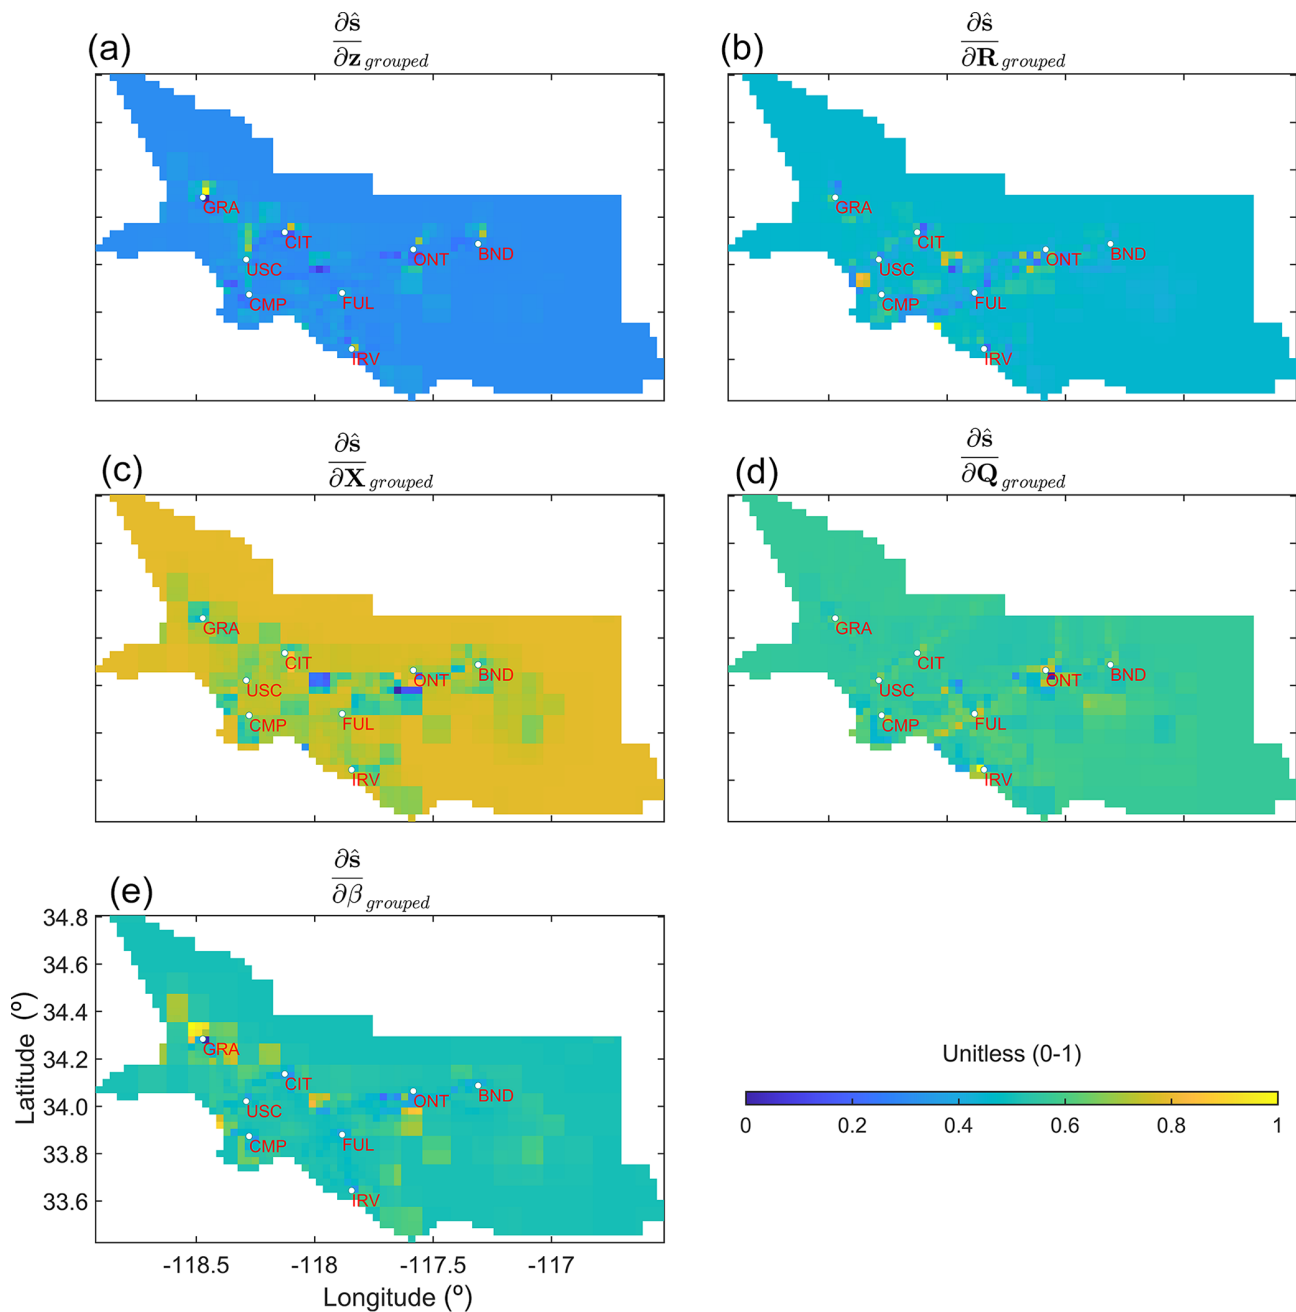 (a) ∂ŝ/∂z grouped
(b) ∂ŝ/∂R grouped
GRA
CIT
USC
CMP
ONT
BND
FUL
IRV
GRA
CIT
USC
CMP
ONT
BND
FUL
IRV
(c) ∂ŝ/∂X grouped
(d) ∂ŝ/∂Q grouped
GRA
CIT
USC
CMP
ONT
BND
FUL
IRV
GRA
CIT
USC
CMP
ONT
BND
FUL
IRV
(e) ∂ŝ/∂β grouped
34.8
34.6
34.4
34.2
34.0
33.8
33.6
Latitude (º)
GRA
CIT
USC
CMP
ONT
BND
FUL
IRV
-118.5 -118 -117.5 -117
Longitude (º)
Unitless (0-1)
0 0.2 0.4 0.6 0.8 1